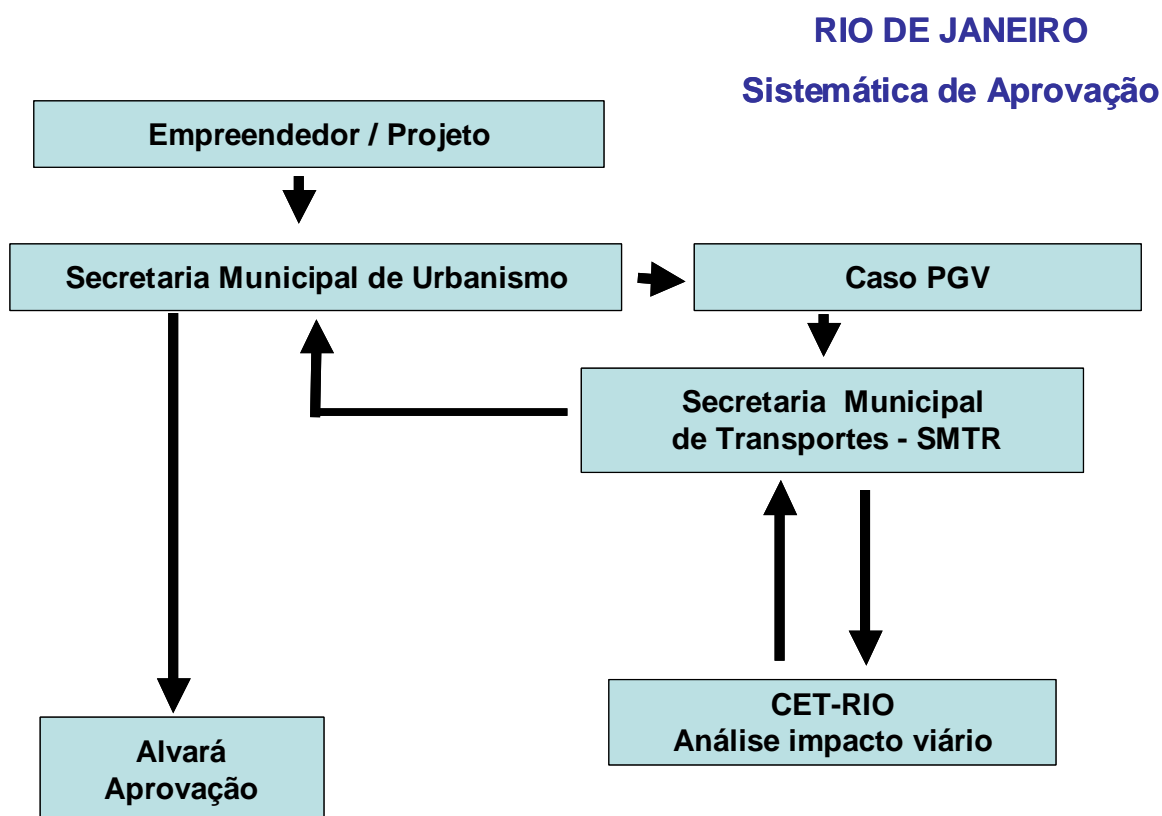 RIO DE JANEIRO
Sistemática de Aprovação
Empreendedor / Projeto
Secretaria Municipal de Urbanismo
Caso PGV
Secretaria Municipal
de Transportes - SMTR
CET-RIO
Análise impacto viário
Alvará
Aprovação